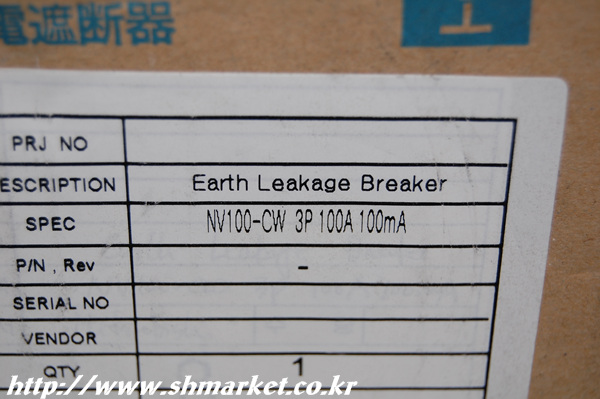 電遮断器
PRJ NO
ESCRIPTION Earth Leakage Breaker
SPEC NV100-CW 3P 100A 100mA
P/N , Rev -
SERIAL NO
VENDOR
QTY 1
http://www.shmarket.co.kr